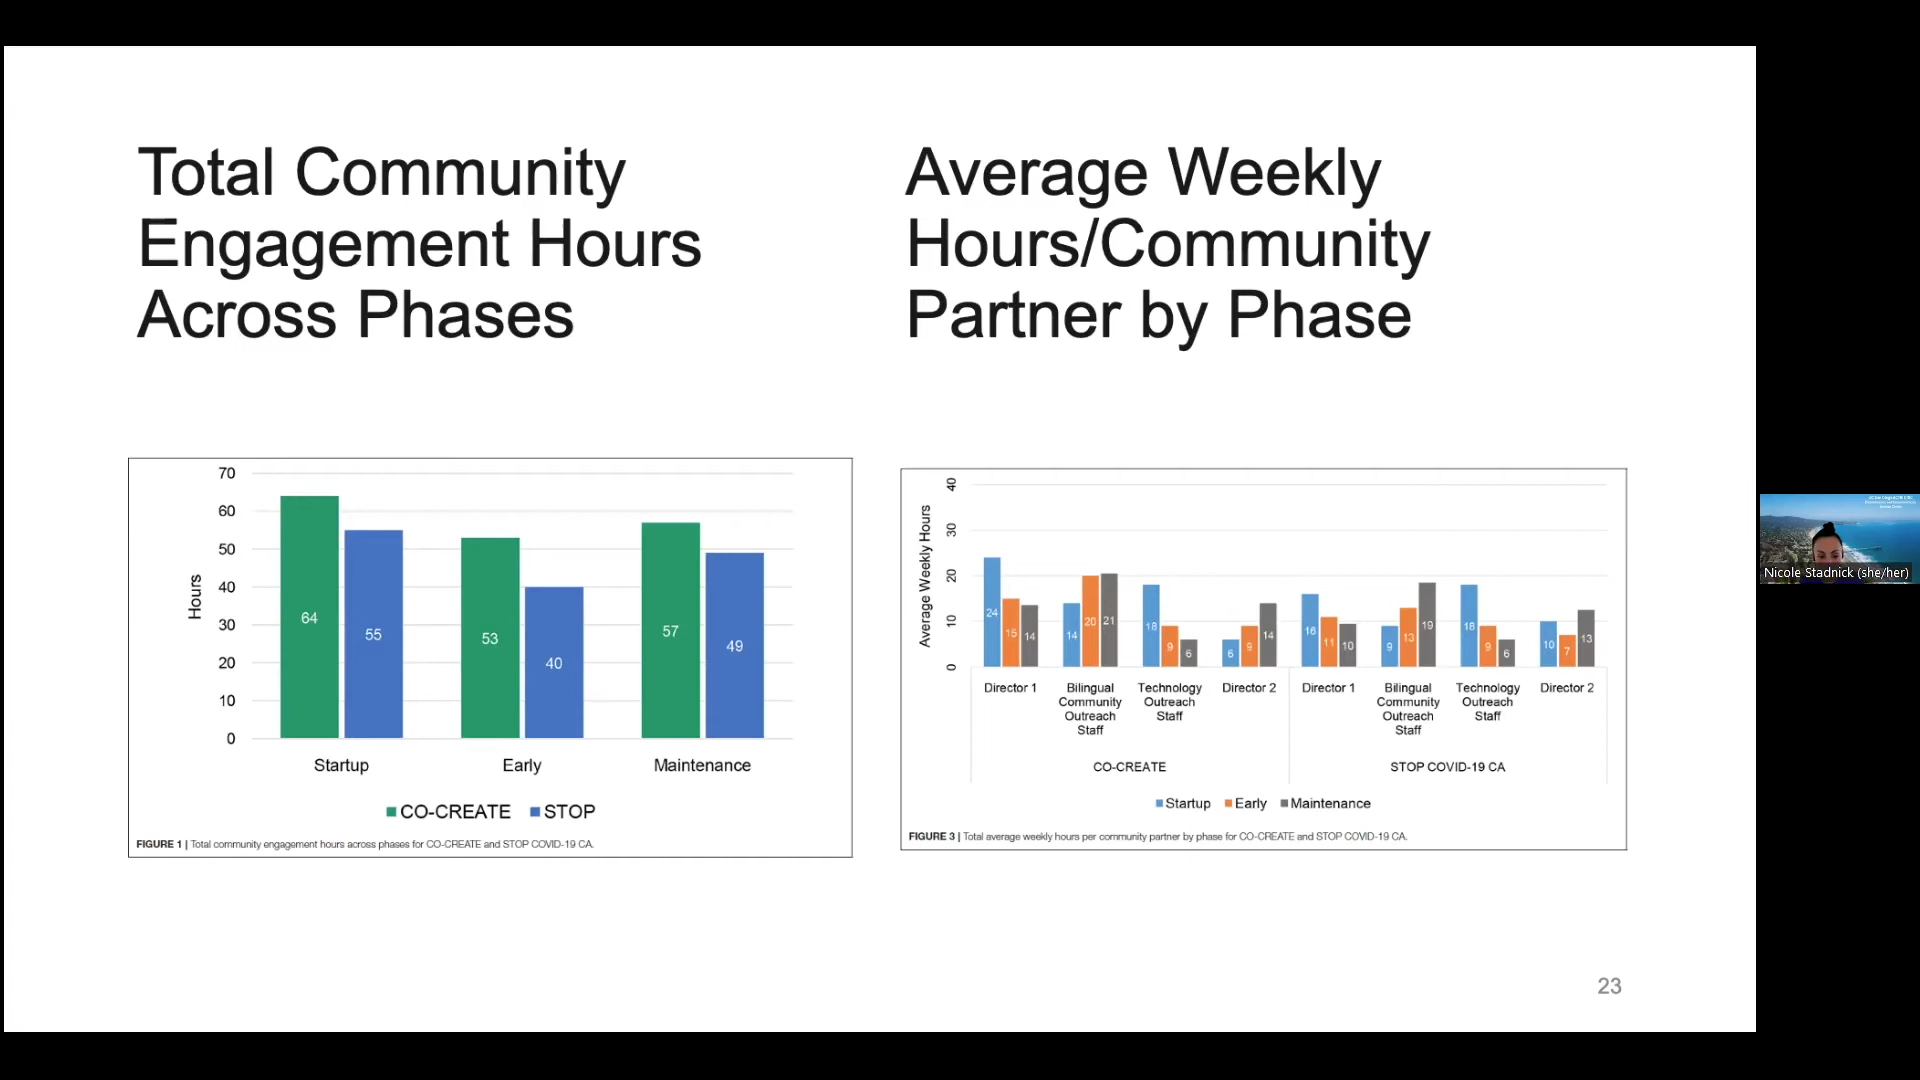 Total Community
Engagement Hours
Across Phases
Average Weekly
Hours/Community
Partner by Phase
70
60
50
40
30
20
10
0
Hours
64
55
53
40
57
49
Startup
Early
Maintenance
CO-CREATE
STOP
FIGURE 1 | Total community engagement hours across phases for CO-CREATE and STOP COVID-19 CA.
40
30
20
10
0
Average Weekly Hours
24
15
14
14
20
21
18
9
6
6
9
14
16
11
10
9
13
19
18
9
6
10
7
13
Director 1
Bilingual
Community
Outreach
Staff
Technology
Outreach
Staff
Director 2
Director 1
Bilingual
Community
Outreach
Staff
Technology
Outreach
Staff
Director 2
CO-CREATE
STOP COVID-19 CA
Startup
Early
Maintenance
FIGURE 3 | Total average weekly hours per community partner by phase for CO-CREATE and STOP COVID-19 CA.
23
Nicole Stadnick (she/her)